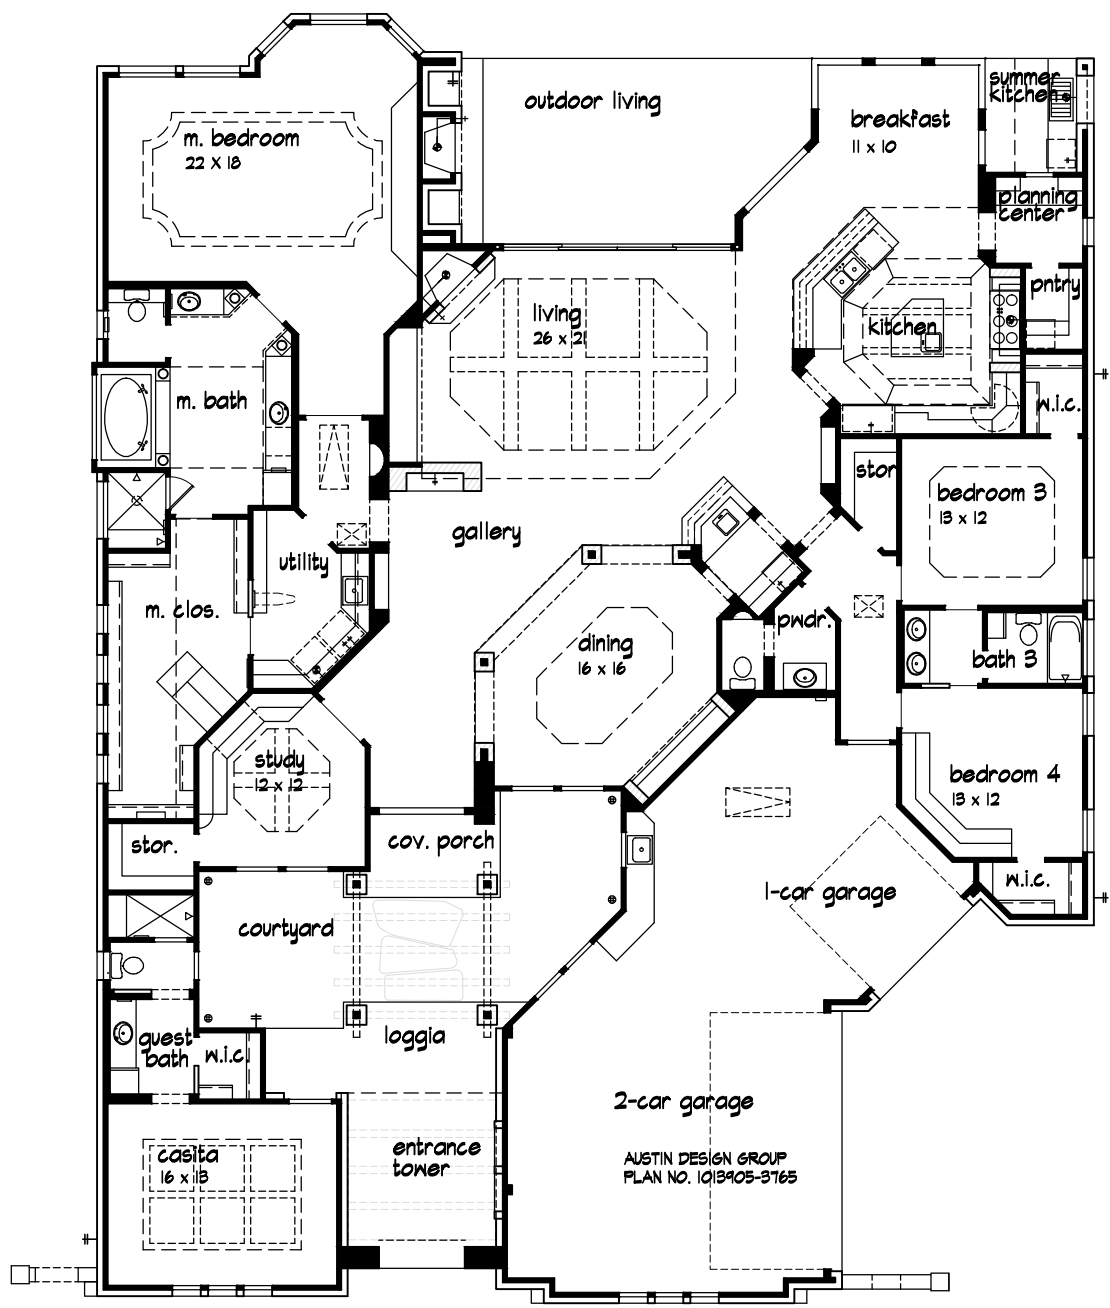 outdoor living
summer
kitchen
m. bedroom
22 x 18
breakfast
11 x 10
planning
center
living
26 x 21
pntry
kitchen
m. bath
w.i.c.
stor
bedroom 3
13 x 12
gallery
utility
m. clos.
dining
16 x 16
pwdr.
bath 3
study
12 x 12
bedroom 4
13 x 12
stor.
cov. porch
1-car garage
w.i.c.
courtyard
loggia
guest
bath
w.i.c.
2-car garage
casita
16 x 13
entrance
tower
AUSTIN DESIGN GROUP
PLAN NO. 1013905-3765